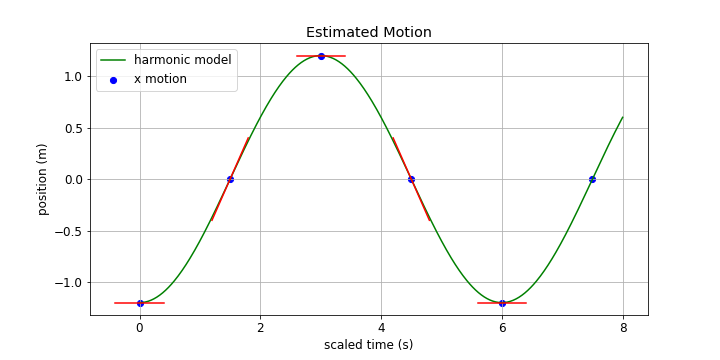 Estimated Motion
harmonic model
x motion
position (m)
1.0
0.5
0.0
−0.5
−1.0
0 2 4 6 8
scaled time (s)